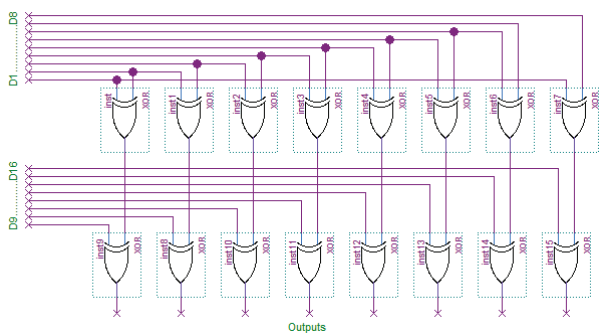 D8
D1
inst
XOR
inst1
XOR
inst2
XOR
inst3
XOR
inst4
XOR
inst5
XOR
inst6
XOR
inst7
XOR
D16
D9
inst9
XOR
inst8
XOR
inst10
XOR
inst11
XOR
inst12
XOR
inst13
XOR
inst14
XOR
inst15
XOR
Outputs